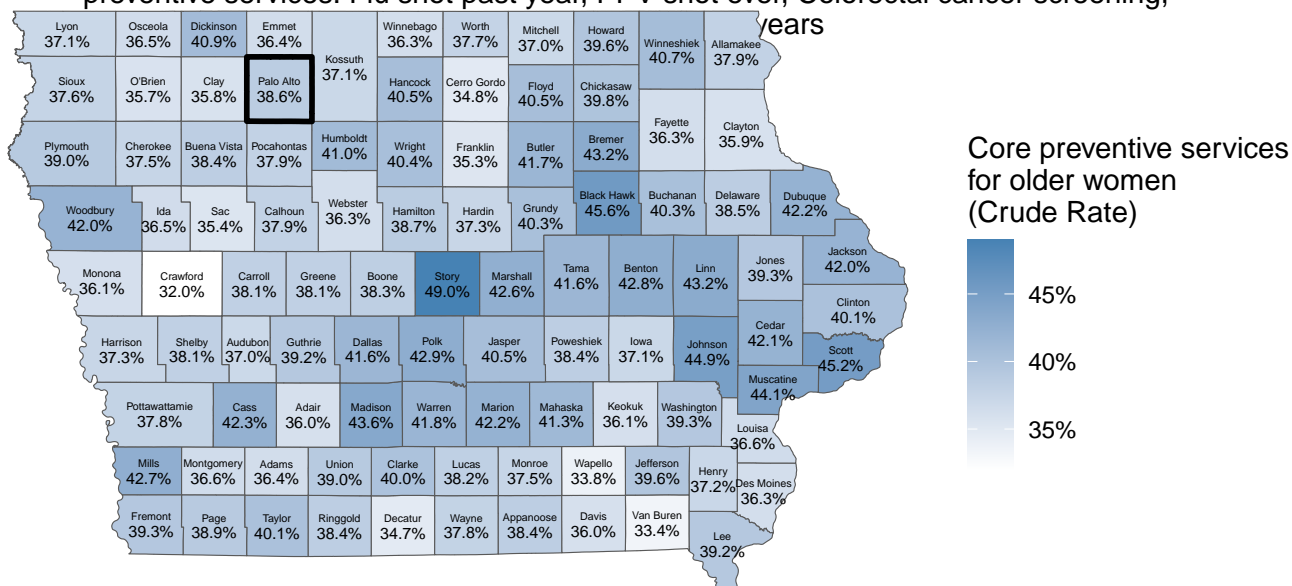 preventive services: Flu shot past year, PPV shot ever, Colorectal cancer screening,
years
Lyon Osceola Dickinson Emmet Winnebago Worth Mitchell Howard Winneshiek Allamakee
37.1% 36.5% 40.9% 36.4% 36.3% 37.7% 37.0% 39.6% 40.7% 37.9%
Kossuth
37.1%
Sioux O'Brien Clay Palo Alto Hancock Cerro Gordo Floyd Chickasaw
37.6% 35.7% 35.8% 38.6% 40.5% 34.8% 40.5% 39.8%
Fayette Clayton
36.3% 35.9%
Plymouth Cherokee Buena Vista Pocahontas Humboldt Wright Franklin Butler Bremer
39.0% 37.5% 38.4% 37.9% 41.0% 40.4% 35.3% 41.7% 43.2%
Woodbury Ida Sac Calhoun Webster Hamilton Hardin Grundy Black Hawk Buchanan Delaware Dubuque
42.0% 36.5% 35.4% 37.9% 36.3% 38.7% 37.3% 40.3% 45.6% 40.3% 38.5% 42.2%
Monona Crawford Carroll Greene Boone Story Marshall Tama Benton Linn Jones Jackson
36.1% 32.0% 38.1% 38.1% 38.3% 49.0% 42.6% 41.6% 42.8% 43.2% 39.3% 42.0%
Clinton
40.1%
Harrison Shelby Audubon Guthrie Dallas Polk Jasper Poweshiek Iowa Johnson Cedar Scott
37.3% 38.1% 37.0% 39.2% 41.6% 42.9% 40.5% 38.4% 37.1% 44.9% 42.1% 45.2%
Muscatine
44.1%
Pottawattamie Cass Adair Madison Warren Marion Mahaska Keokuk Washington
37.8% 42.3% 36.0% 43.6% 41.8% 42.2% 41.3% 36.1% 39.3%
Louisa
36.6%
Mills Montgomery Adams Union Clarke Lucas Monroe Wapello Jefferson Henry Des Moines
42.7% 36.6% 36.4% 39.0% 40.0% 38.2% 37.5% 33.8% 39.6% 37.2% 36.3%
Fremont Page Taylor Ringgold Decatur Wayne Appanoose Davis Van Buren Lee
39.3% 38.9% 40.1% 38.4% 34.7% 37.8% 38.4% 36.0% 33.4% 39.2%
Core preventive services
for older women
(Crude Rate)
45%
40%
35%